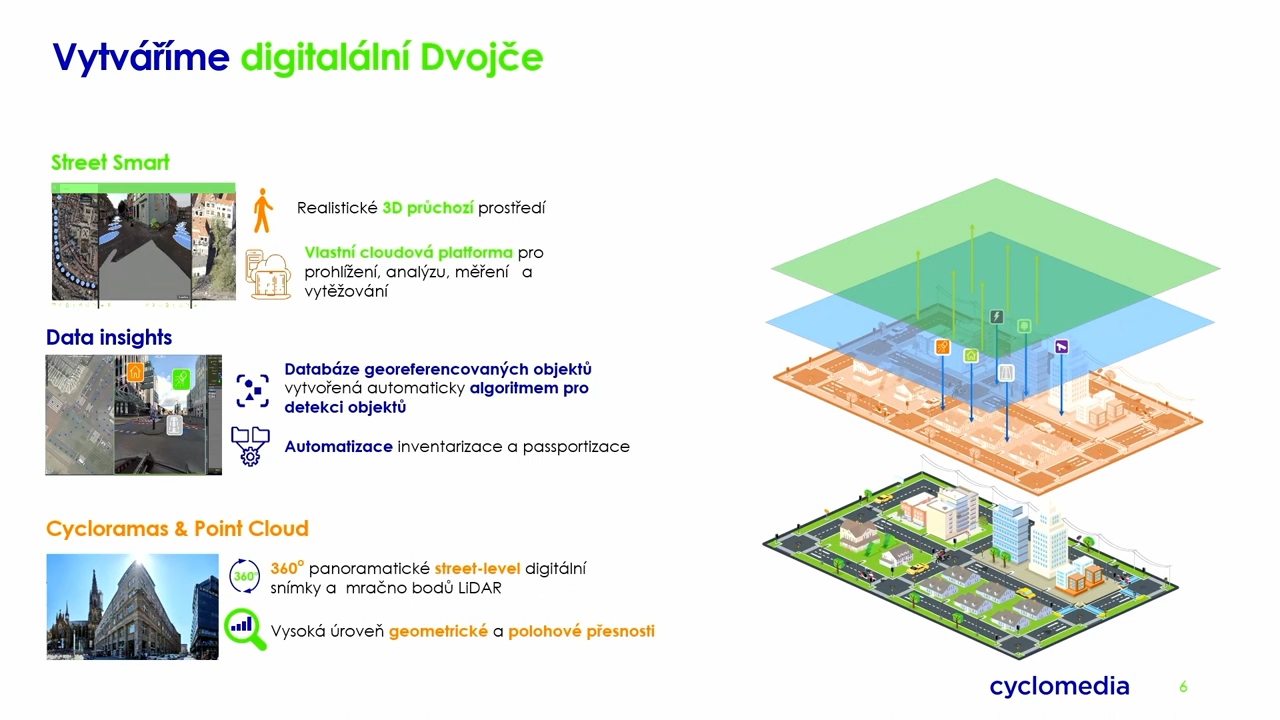 Vytváříme digitalální Dvojče
Street Smart
Realistické 3D průchozí prostředí
Vlastní cloudová platforma pro
prohlížení, analýzu, měření a
vytěžování
Data insights
Databáze georeferencovaných objektů
vytvořená automaticky algoritmem pro
detekci objektů
Automatizace inventarizace a passportizace
Cycloramas & Point Cloud
360°
360° panoramatické street-level digitální
snímky a mračno bodů LiDAR
Vysoká úroveň geometrické a polohové přesnosti
cyclomedia
6